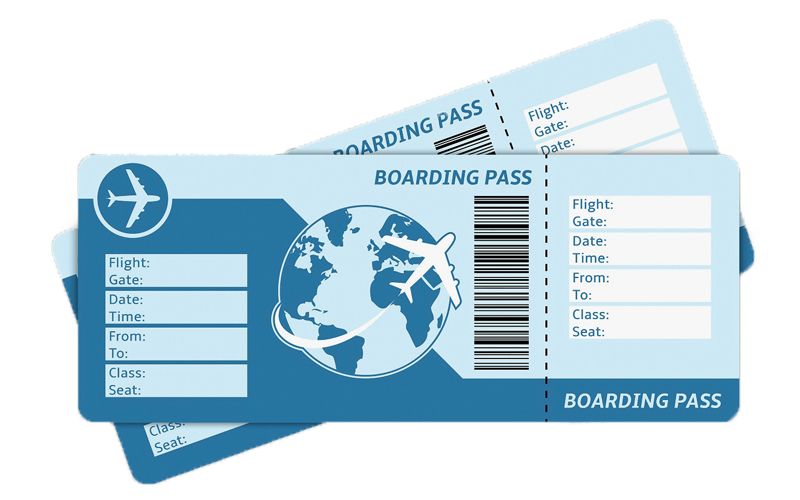 BOARDING PASS
Flight:
Gate:
Date:
BOARDING PASS
Flight:
Gate:
Date:
Time:
From:
To:
Class:
Seat:
Flight:
Gate:
Date:
Time:
From:
To:
Class:
Seat:
BOARDING PASS
Class:
Seat: